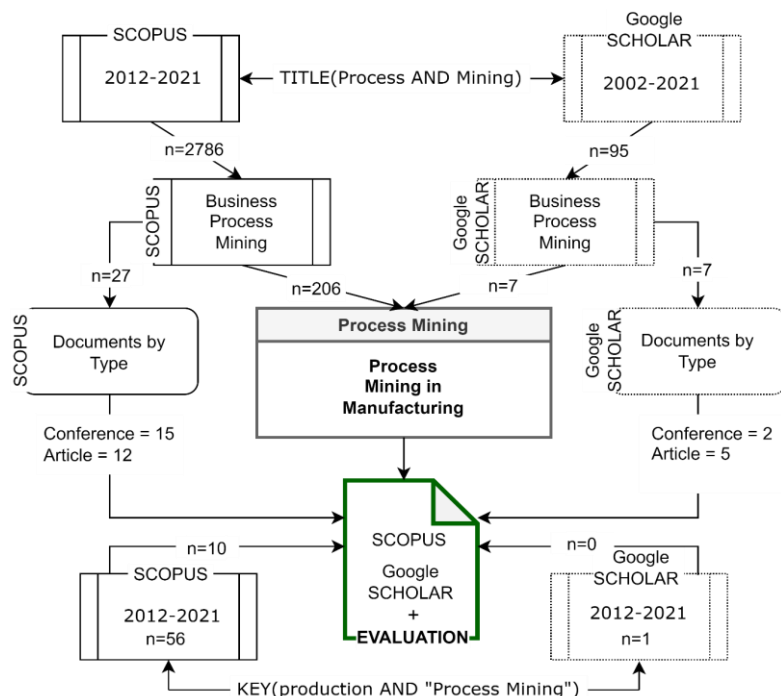 SCOPUS
2012-2021
TITLE(Process AND Mining)
Google
SCHOLAR
2002-2021
n=2786
n=95
SCOPUS
Business
Process
Mining
Google
SCHOLAR
Business
Process
Mining
n=27
n=206
n=7
n=7
SCOPUS
Documents by
Type
Process Mining
Process
Mining in
Manufacturing
Google
SCHOLAR
Documents by
Type
Conference = 15
Article = 12
Conference = 2
Article = 5
SCOPUS
Google
SCHOLAR
+
EVALUATION
n=10
n=0
SCOPUS
2012-2021
n=56
Google
SCHOLAR
2012-2021
n=1
KEY(production AND "Process Mining")